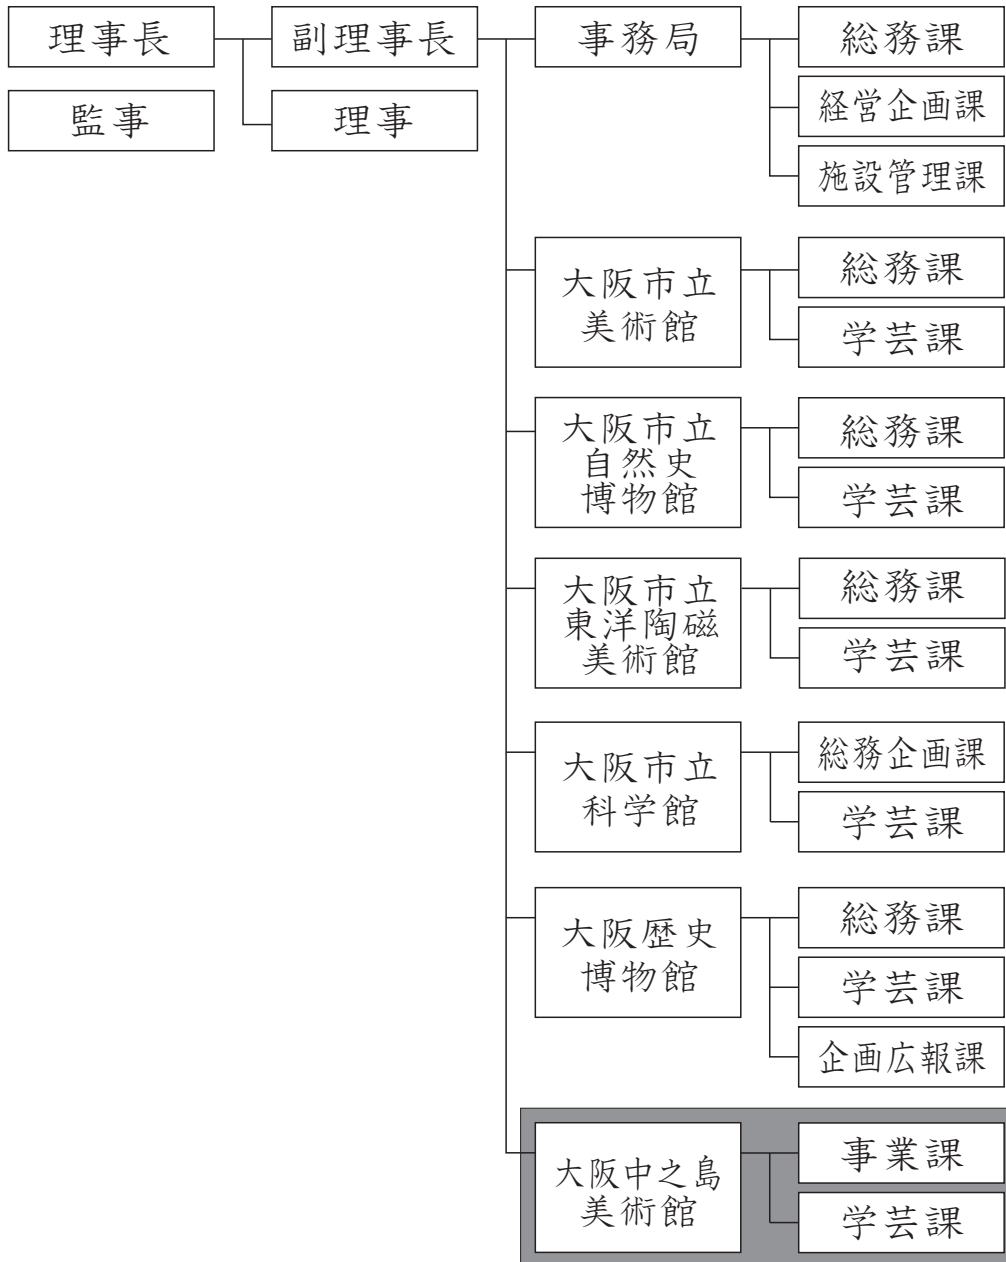 理事長
副理事長
監事
理事
事務局
総務課
経営企画課
施設管理課
大阪市立
美術館
総務課
学芸課
大阪市立
自然史
博物館
総務課
学芸課
大阪市立
東洋陶磁
美術館
総務課
学芸課
大阪市立
科学館
総務企画課
学芸課
大阪歴史
博物館
総務課
学芸課
企画広報課
大阪中之島
美術館
事業課
学芸課